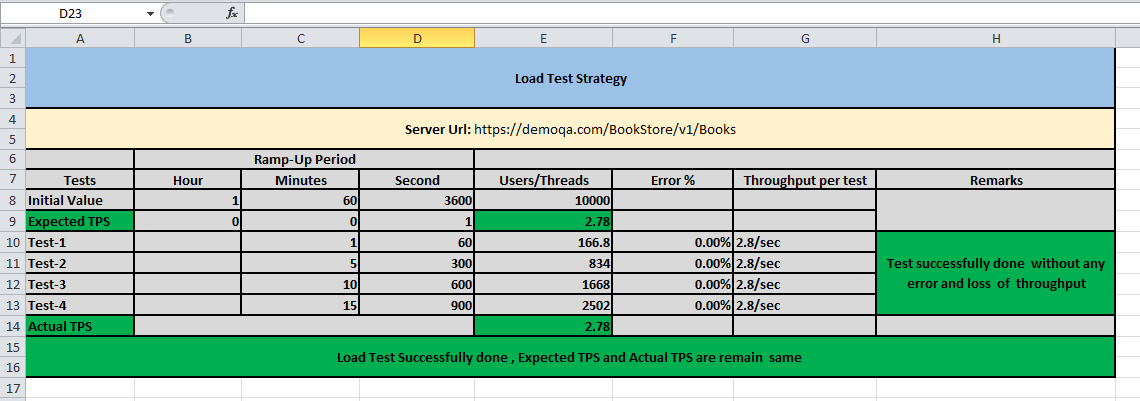 D23
fx
A B C D E F G H
1
2 Load Test Strategy
3
4
Server Url: https://demoqa.com/BookStore/v1/Books
5
6 Ramp-Up Period
7 Tests Hour Minutes Second Users/Threads Error % Throughput per test Remarks
8 Initial Value 1 60 3600 10000
9 Expected TPS 0 0 1 2.78
10 Test-1 1 60 166.8 0.00% 2.8/sec
11 Test-2 5 300 834 0.00% 2.8/sec Test successfully done without any
12 Test-3 10 600 1668 0.00% 2.8/sec error and loss of throughput
13 Test-4 15 900 2502 0.00% 2.8/sec
14 Actual TPS 2.78
15
Load Test Successfully done , Expected TPS and Actual TPS are remain same
16
17